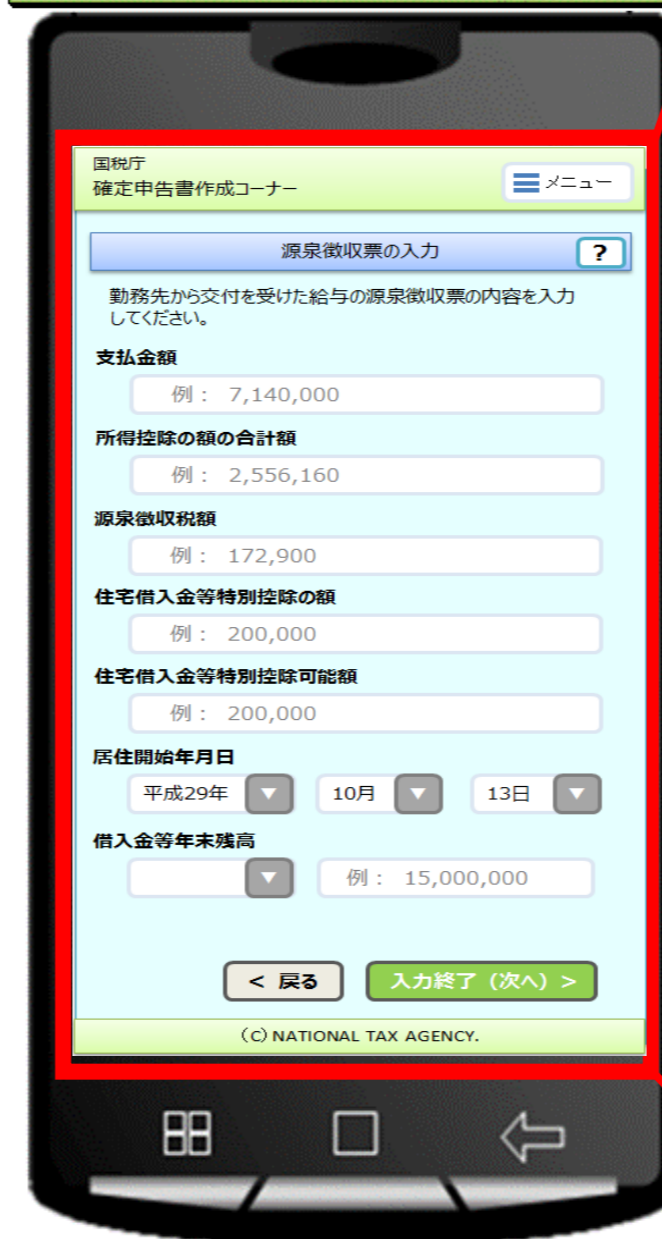 国税庁
確定申告書作成コーナー
メニュー
源泉徴収票の入力
?
勤務先から交付を受けた給与の源泉徴収票の内容を入力
してください。
支払金額
例： 7,140,000
所得控除の額の合計額
例： 2,556,160
源泉徴収税額
例： 172,900
住宅借入金等特別控除の額
例： 200,000
住宅借入金等特別控除可能額
例： 200,000
居住開始年月日
平成29年 ▼ 10月 ▼ 13日 ▼
借入金等年末残高
▼ 例： 15,000,000
< 戻る 入力終了（次へ）>
（C）NATIONAL TAX AGENCY.